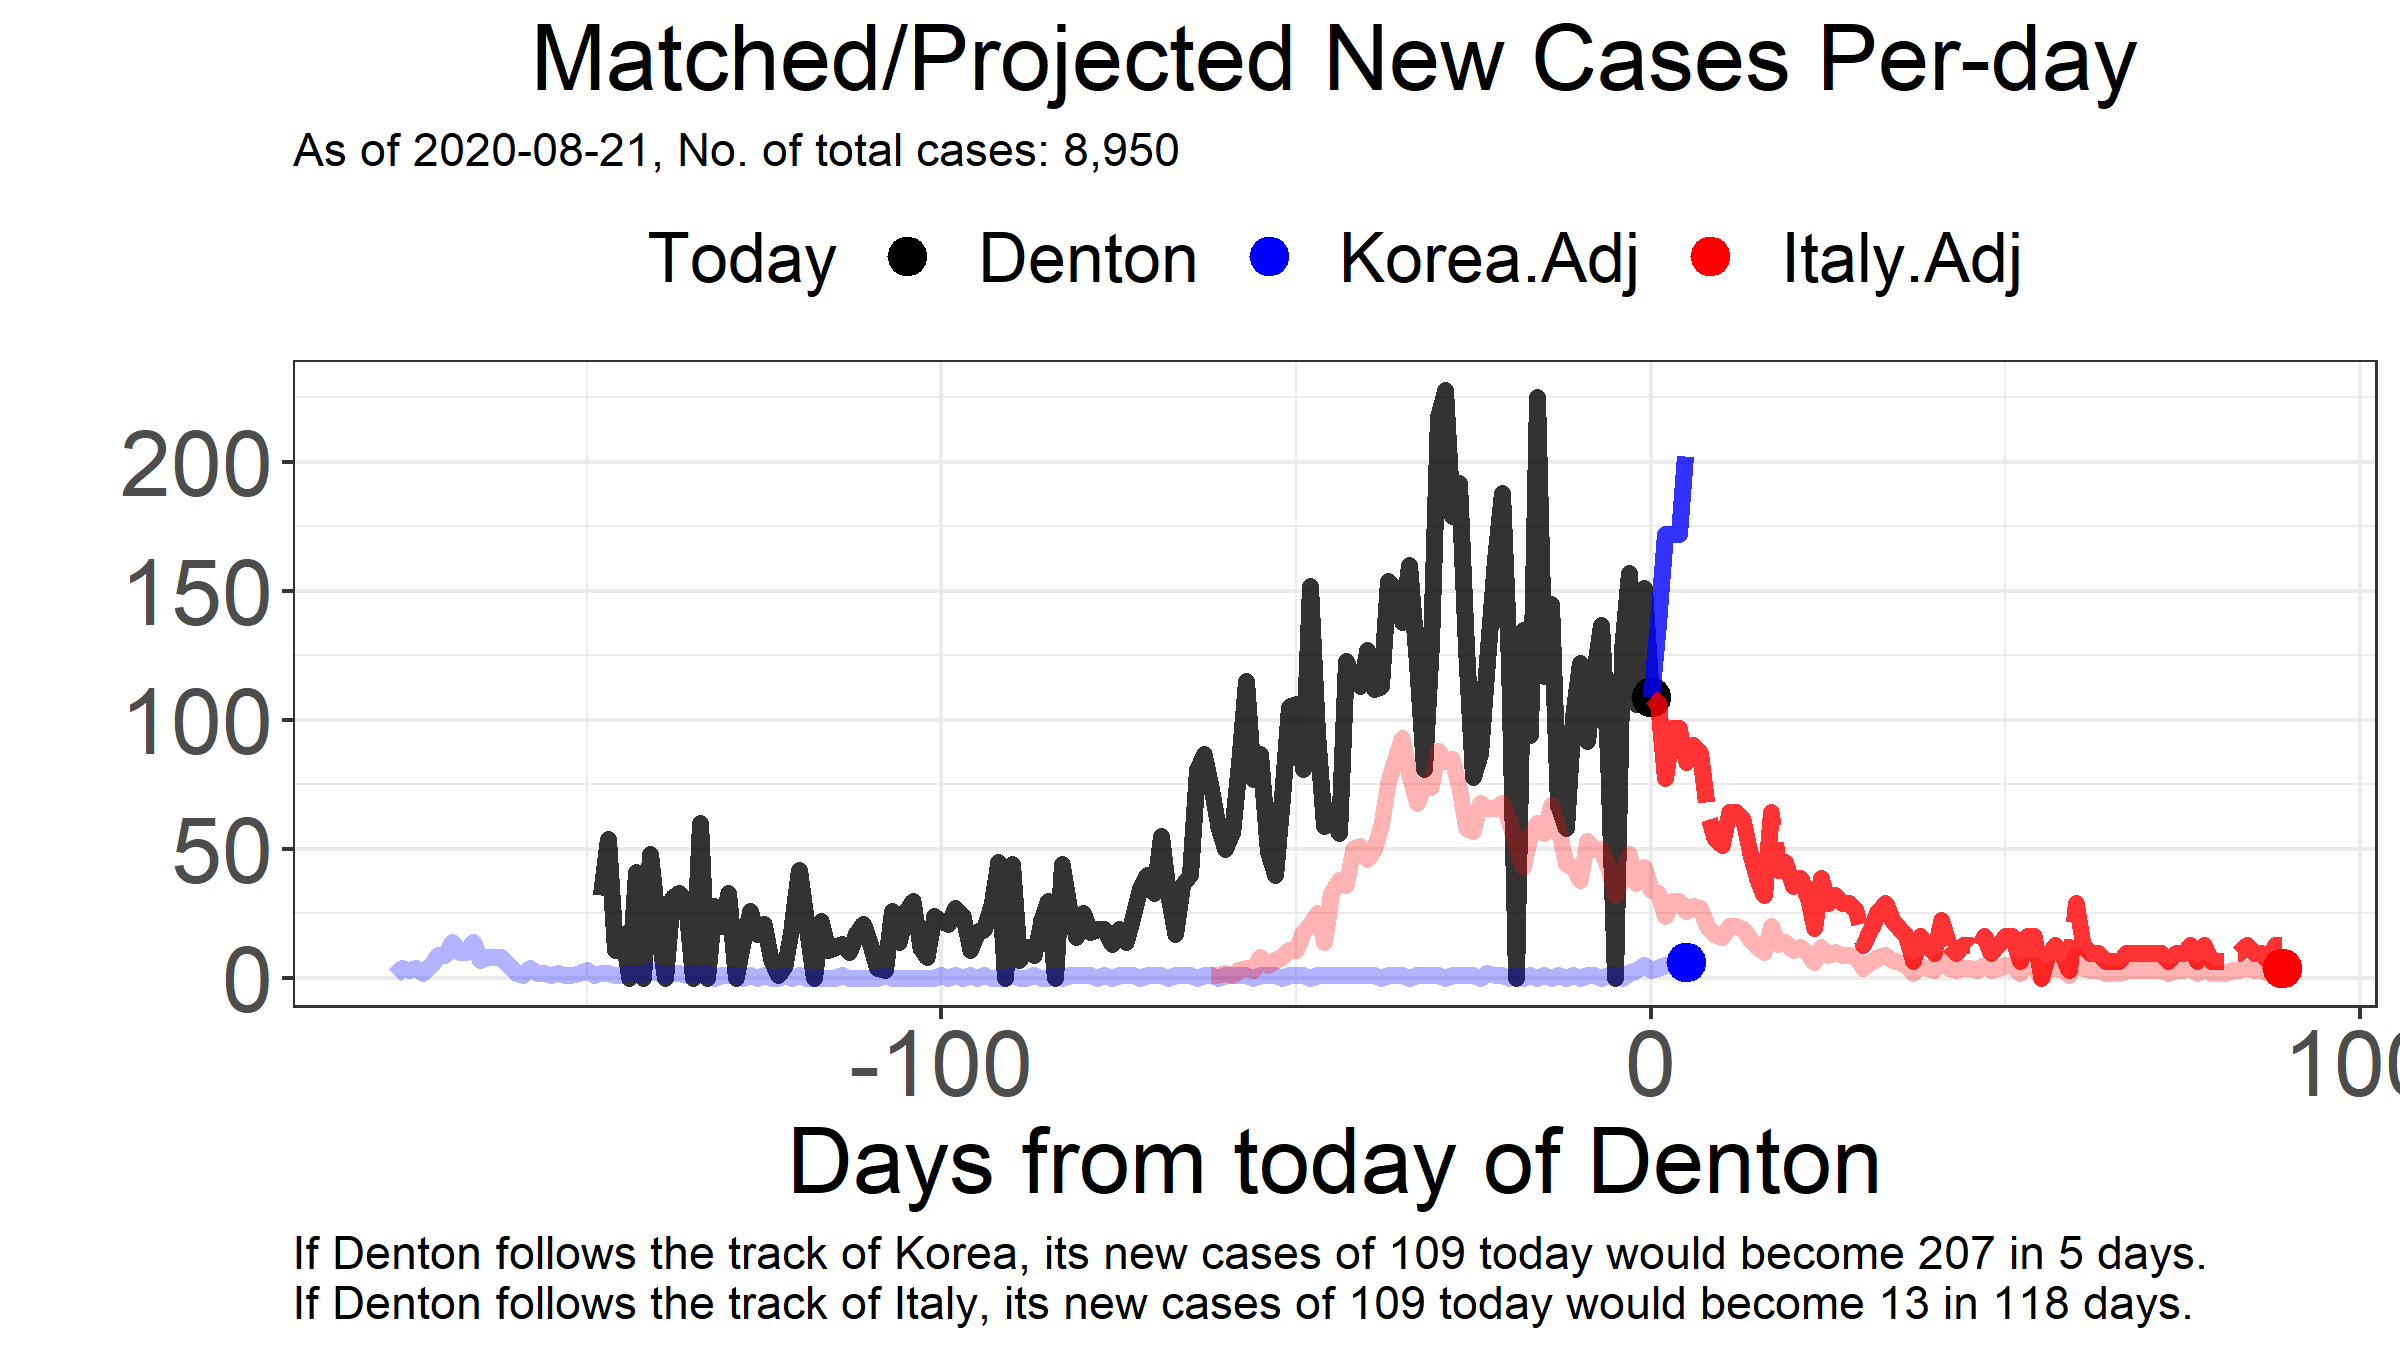 Matched/Projected New Cases Per-day
As of 2020-08-21, No. of total cases: 8,950
Today Denton Korea.Adj Italy.Adj
200
150
100
50
0
-100 0 100
Days from today of Denton
If Denton follows the track of Korea, its new cases of 109 today would become 207 in 5 days.
If Denton follows the track of Italy, its new cases of 109 today would become 13 in 118 days.